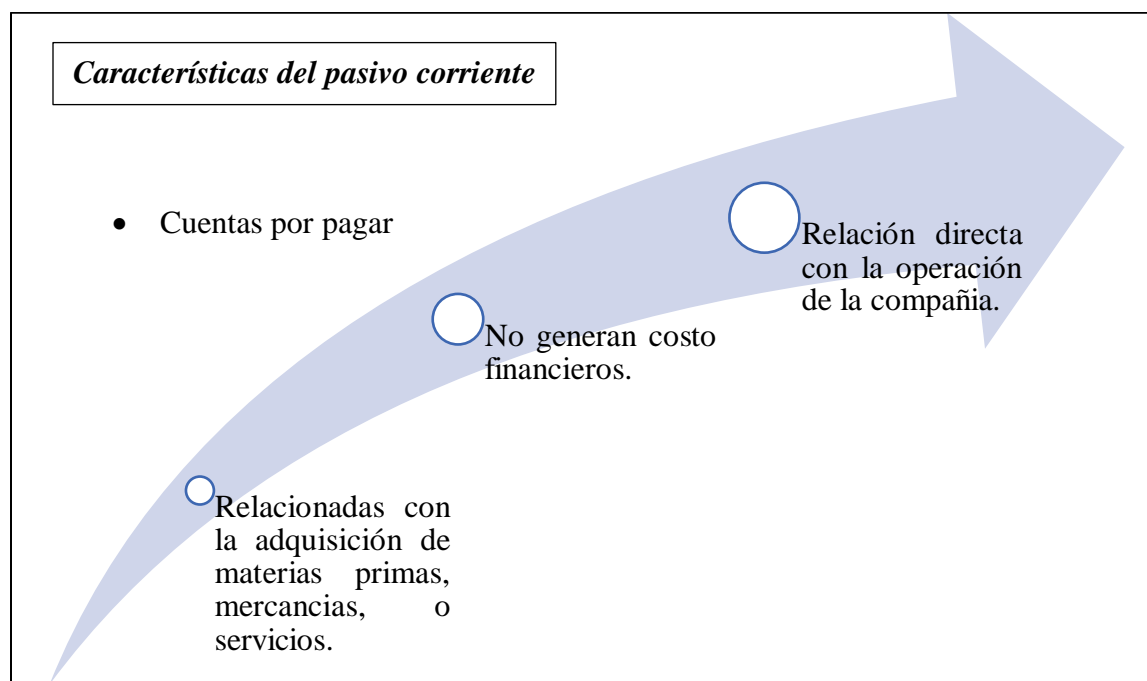 Características del pasivo corriente
• Cuentas por pagar
Relacionadas con
la adquisición de
materias primas,
mercancias, o
servicios.
No generan costo
financieros.
Relación directa
con la operación
de la compañia.